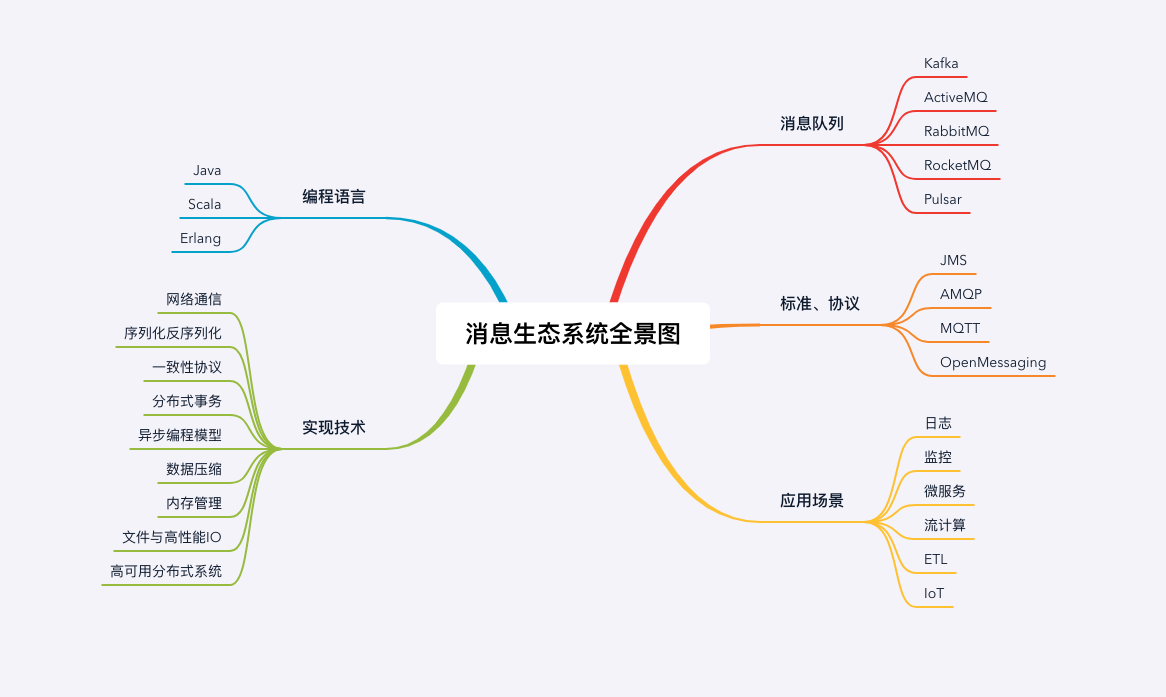 消息生态系统全景图
消息队列
Kafka
ActiveMQ
RabbitMQ
RocketMQ
Pulsar
标准、协议
JMS
AMQP
MQTT
OpenMessaging
应用场景
日志
监控
微服务
流计算
ETL
IoT
编程语言
Java
Scala
Erlang
实现技术
网络通信
序列化反序列化
一致性协议
分布式事务
异步编程模型
数据压缩
内存管理
文件与高性能IO
高可用分布式系统